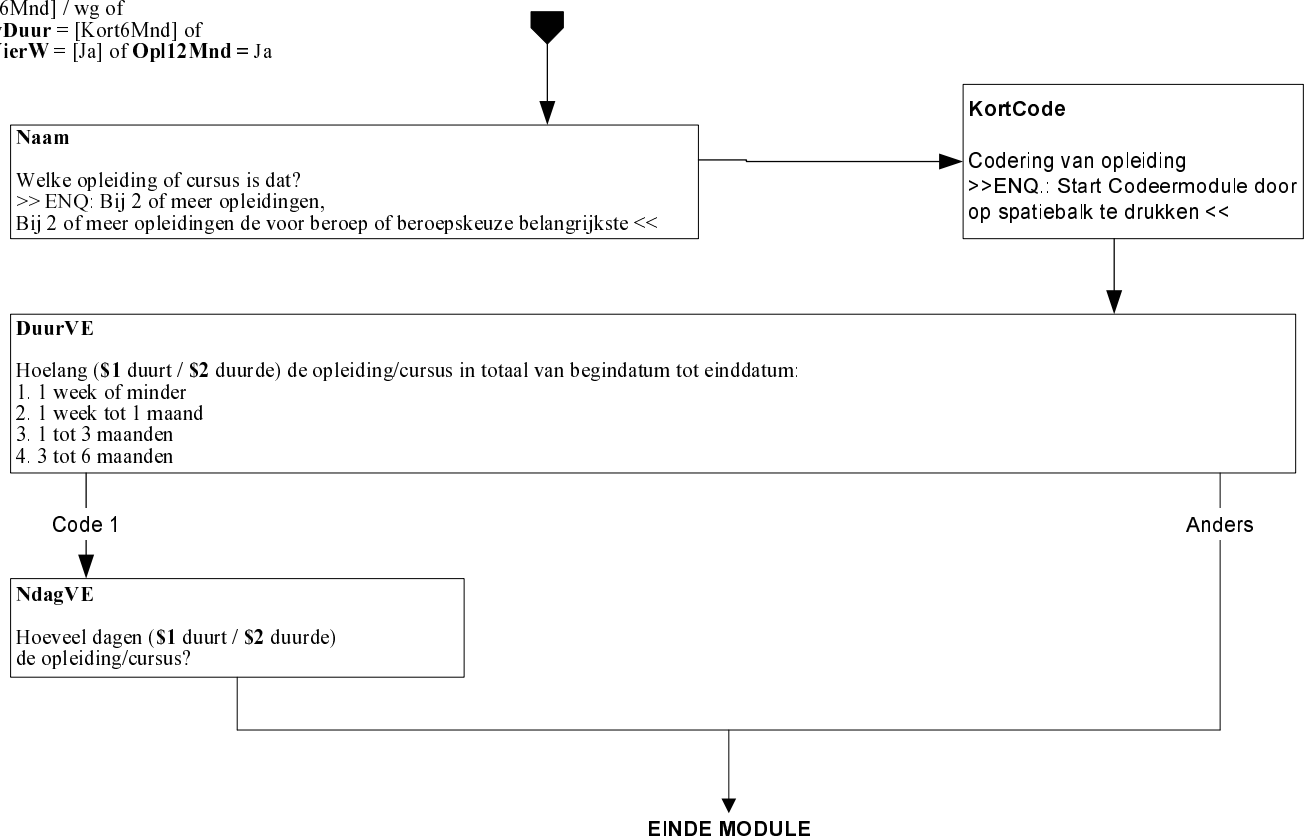 6Mnd] / wg of
Duur = [Kort6Mnd] of
ierW = [Ja] of Opl12Mnd = Ja
Naam
Welke opleiding of cursus is dat?
>> ENQ: Bij 2 of meer opleidingen,
Bij 2 of meer opleidingen de voor beroep of beroepskeuze belangrijkste <<
KortCode
Codering van opleiding
>>ENQ.: Start Codeermodule door
op spatiebalk te drukken <<
DuurVE
Hoelang ($1 duurt / $2 duurde) de opleiding/cursus in totaal van begindatum tot einddatum:
1. 1 week of minder
2. 1 week tot 1 maand
3. 1 tot 3 maanden
4. 3 tot 6 maanden
Code 1
Anders
NdagVE
Hoeveel dagen ($1 duurt / $2 duurde)
de opleiding/cursus?
EINDE MODULE